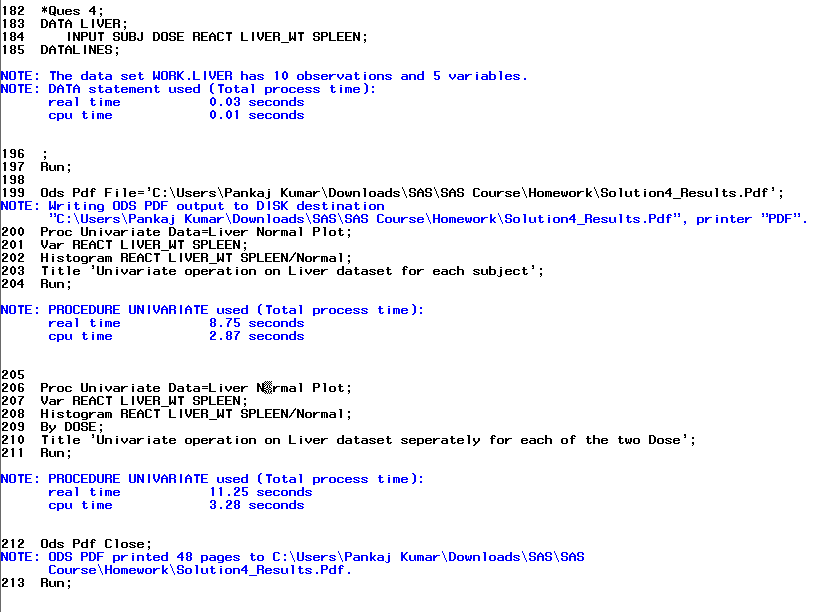 182 *Ques 4;
183 DATA LIVER;
184 INPUT SUBJ DOSE REACT LIVER_WT SPLEEN;
185 DATALINES;
NOTE: The data set WORK.LIVER has 10 observations and 5 variables.
NOTE: DATA statement used (Total process time):
real time 0.03 seconds
cpu time 0.01 seconds
196 ;
197 Run;
198
199 Ods Pdf File='C:\Users\Pankaj Kumar\Downloads\SAS\SAS Course\Homework\Solution4_Results.Pdf';
NOTE: Writing ODS PDF output to DISK destination
"C:\Users\Pankaj Kumar\Downloads\SAS\SAS Course\Homework\Solution4_Results.Pdf", printer "PDF".
200 Proc Univariate Data=Liver Normal Plot;
201 Var REACT LIVER_WT SPLEEN;
202 Histogram REACT LIVER_WT SPLEEN/Normal;
203 Title 'Univariate operation on Liver dataset for each subject';
204 Run;
NOTE: PROCEDURE UNIVARIATE used (Total process time):
real time 8.75 seconds
cpu time 2.87 seconds
205
206 Proc Univariate Data=Liver Normal Plot;
207 Var REACT LIVER_WT SPLEEN;
208 Histogram REACT LIVER_WT SPLEEN/Normal;
209 By DOSE;
210 Title 'Univariate operation on Liver dataset seperately for each of the two Dose';
211 Run;
NOTE: PROCEDURE UNIVARIATE used (Total process time):
real time 11.25 seconds
cpu time 3.28 seconds
212 Ods Pdf Close;
NOTE: ODS PDF printed 48 pages to C:\Users\Pankaj Kumar\Downloads\SAS\SAS
Course\Homework\Solution4_Results.Pdf.
213 Run;